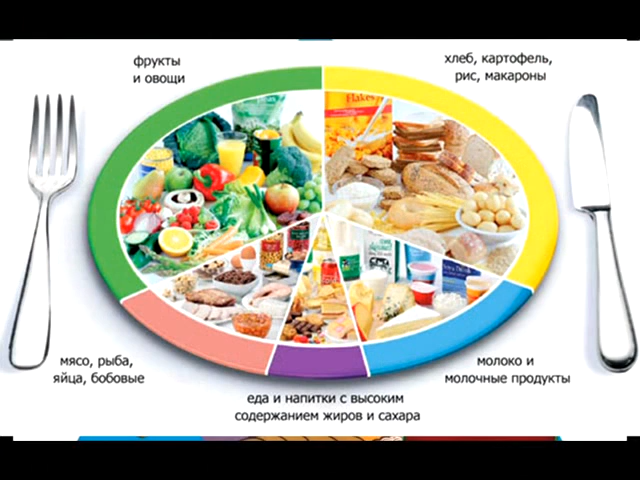 фрукты
и овощи
хлеб, картофель,
рис, макароны
Flakes
мясо, рыба,
яйца, бобовые
молоко и
молочные продукты
еда и напитки с высоким
содержанием жиров и сахара